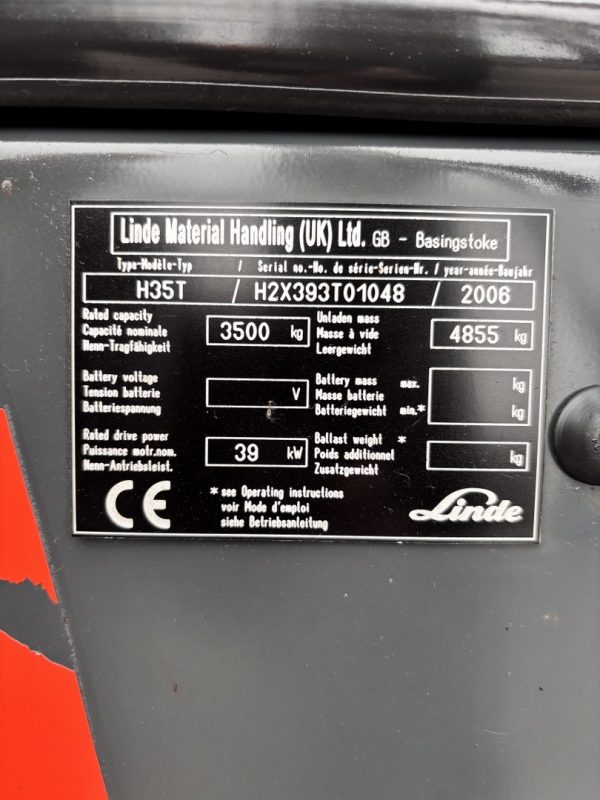 Linde Material Handling (UK) Ltd. GB - Basingstoke
Type-Modèle-Typ / Serial no.-No. de série-Serien-Nr. / year-année-Baujahr
H35T / H2X393T01048 / 2006
Rated capacity
Capacité nominale
Nenn-Tragfähigkeit
3500 kg
Unladen mass
Masse à vide
Leergewicht
4855 kg
Battery voltage
Tension batterie
Batteriespannung
V
Battery mass max. kg
Masse batterie
Batteriegewicht min.* kg
Rated drive power
Puissance motr.nom.
Nenn-Antriebsleist.
39 kW
Ballast weight *
Poids additionnel
Zusatzgewicht
kg
CE
* see Operating instructions
voir Mode d'emploi
siehe Betriebsanleitung
Linde